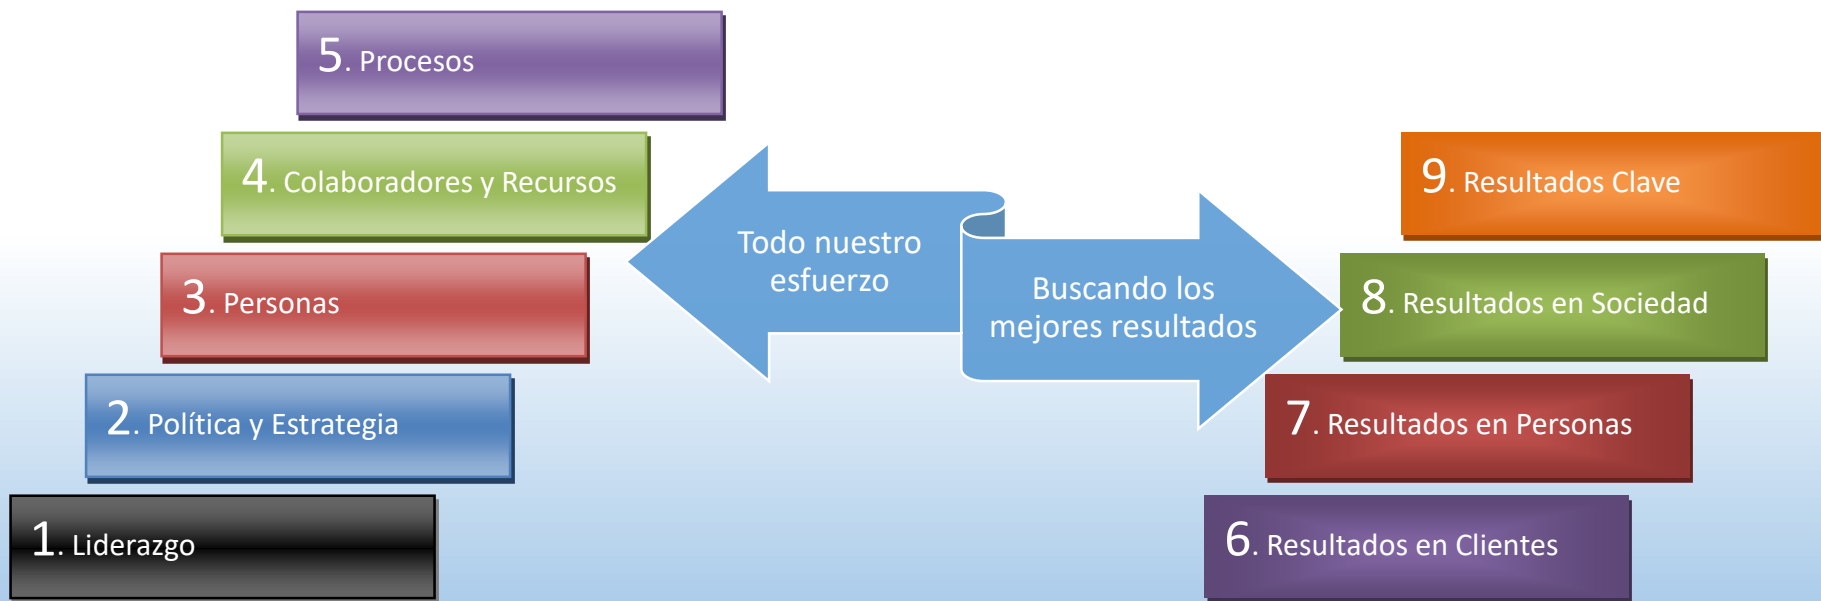 5. Procesos
4. Colaboradores y Recursos
3. Personas
2. Política y Estrategia
1. Liderazgo
Todo nuestro
esfuerzo
Buscando los
mejores resultados
9. Resultados Clave
8. Resultados en Sociedad
7. Resultados en Personas
6. Resultados en Clientes